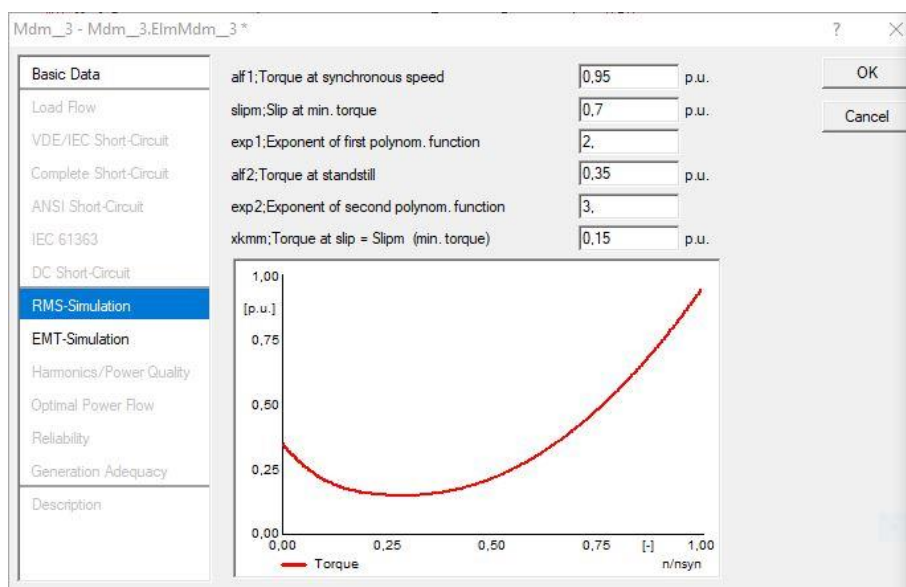 Mdm__3 - Mdm__3.ElmMdm__3 *
?
Basic Data
Load Flow
VDE/IEC Short-Circuit
Complete Short-Circuit
ANSI Short-Circuit
IEC 61363
DC Short-Circuit
RMS-Simulation
EMT-Simulation
Harmonics/Power Quality
Optimal Power Flow
Reliability
Generation Adequacy
Description
alf1;Torque at synchronous speed 0,95 p.u.
slipm;Slip at min. torque 0,7 p.u.
exp1;Exponent of first polynom. function 2,
alf2;Torque at standstill 0,35 p.u.
exp2;Exponent of second polynom. function 3,
xkmm;Torque at slip = Slipm (min. torque) 0,15 p.u.
1,00
[p.u.]
0,75
0,50
0,25
0,00
0,00 0,25 0,50 0,75 [-] 1,00
Torque n/nsyn
OK
Cancel